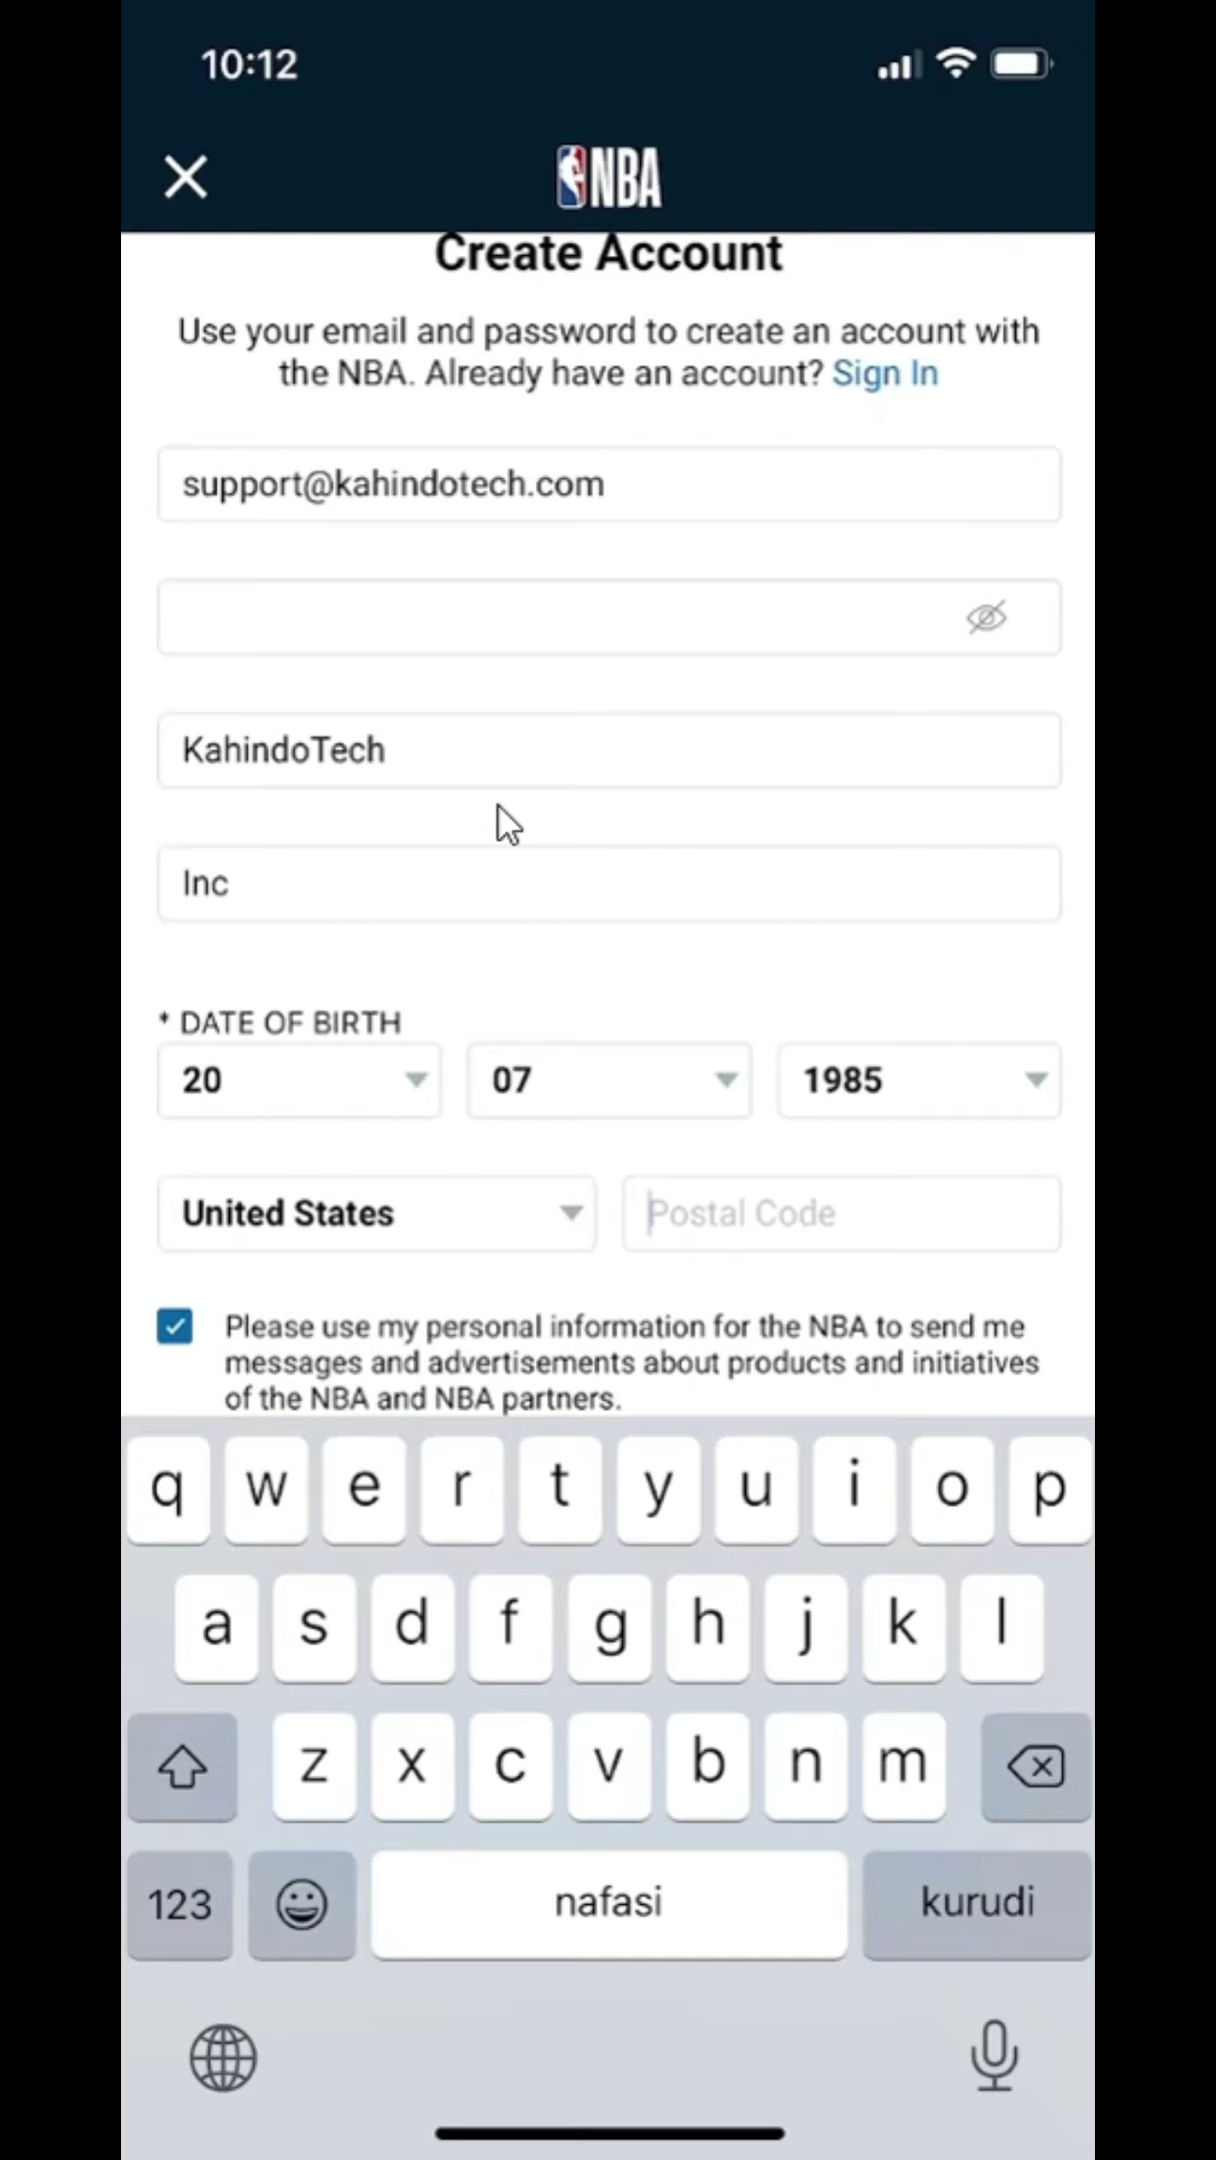 10:12
NBA
Create Account
Use your email and password to create an account with
the NBA. Already have an account? Sign In
support@kahindotech.com
KahindoTech
Inc
* DATE OF BIRTH
20 07 1985
United States Postal Code
Please use my personal information for the NBA to send me
messages and advertisements about products and initiatives
of the NBA and NBA partners.
q w e r t y u i o p
a s d f g h j k l
z x c v b n m
123 nafasi kurudi